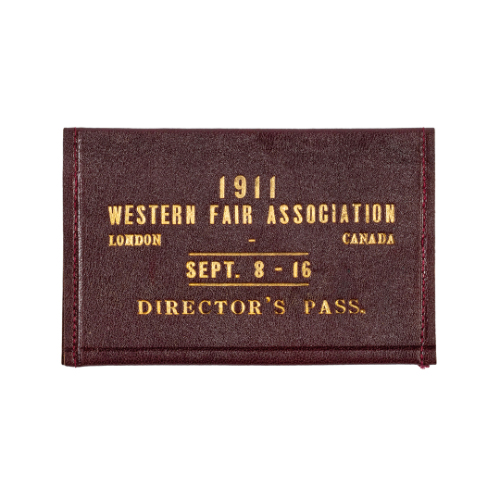 1911
WESTERN FAIR ASSOCIATION
LONDON - CANADA
SEPT. 8 - 16
DIRECTOR'S PASS.